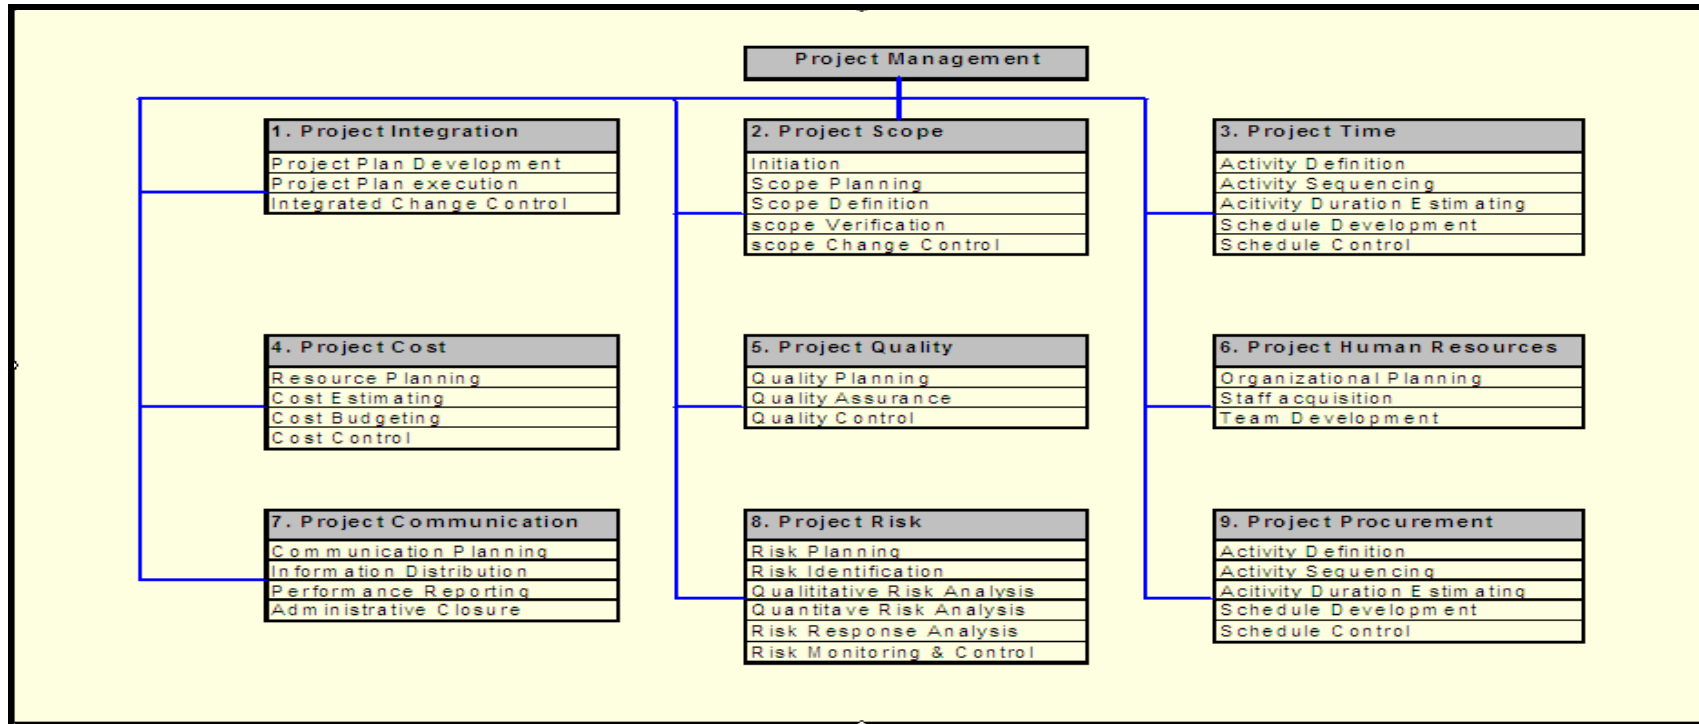 Project Management
1. Project Integration
Project Plan Development
Project Plan execution
Integrated Change Control
2. Project Scope
Initiation
Scope Planning
Scope Definition
scope Verification
scope Change Control
3. Project Time
Activity Definition
Activity Sequencing
Acitivity Duration Estimating
Schedule Development
Schedule Control
4. Project Cost
Resource Planning
Cost Estimating
Cost Budgeting
Cost Control
5. Project Quality
Quality Planning
Quality Assurance
Quality Control
6. Project Human Resources
Organizational Planning
Staff acquisition
Team Development
7. Project Communication
Communication Planning
Information Distribution
Performance Reporting
Administrative Closure
8. Project Risk
Risk Planning
Risk Identification
Qualititative Risk Analysis
Quantitave Risk Analysis
Risk Response Analysis
Risk Monitoring & Control
9. Project Procurement
Activity Definition
Activity Sequencing
Acitivity Duration Estimating
Schedule Development
Schedule Control